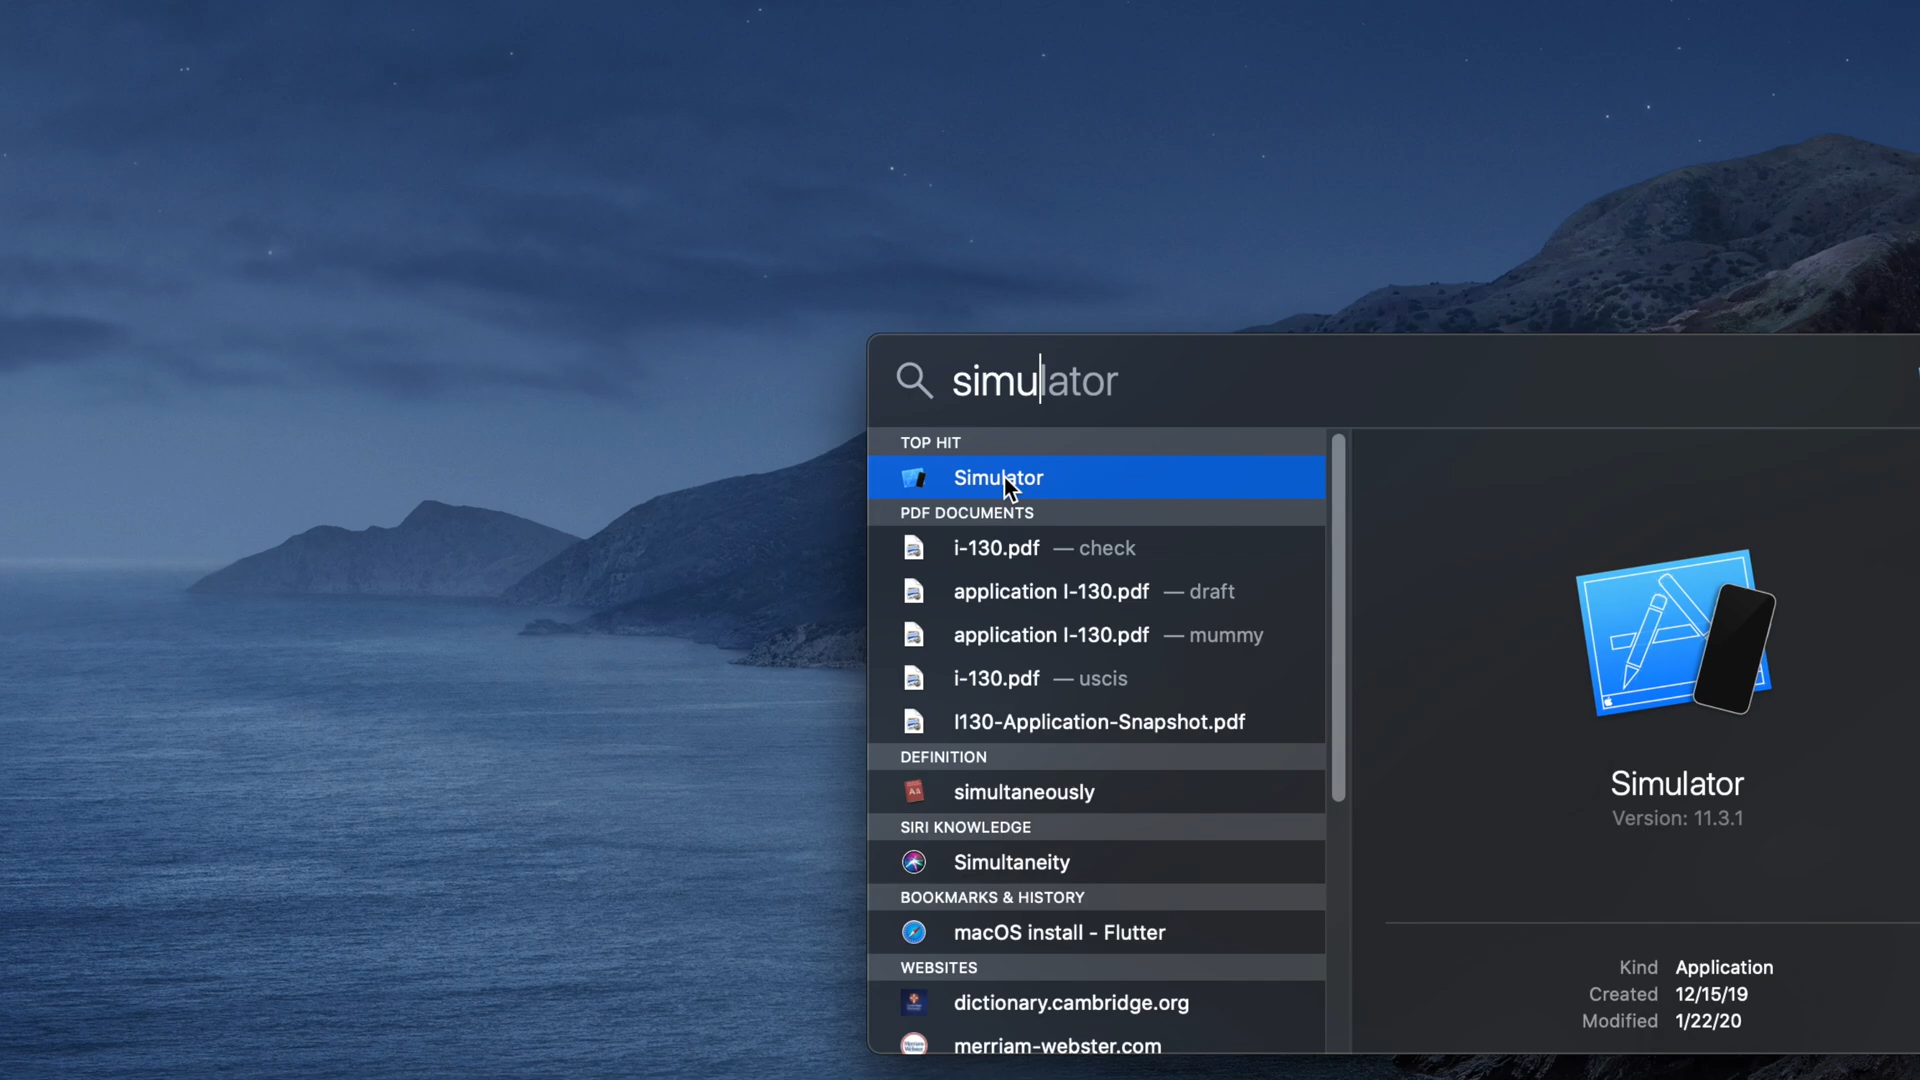 simulator
TOP HIT
Simulator
PDF DOCUMENTS
i-130.pdf — check
application I-130.pdf — draft
application I-130.pdf — mummy
i-130.pdf — uscis
I130-Application-Snapshot.pdf
DEFINITION
simultaneously
SIRI KNOWLEDGE
Simultaneity
BOOKMARKS & HISTORY
macOS install - Flutter
WEBSITES
dictionary.cambridge.org
merriam-webster.com
Simulator
Version: 11.3.1
Kind Application
Created 12/15/19
Modified 1/22/20